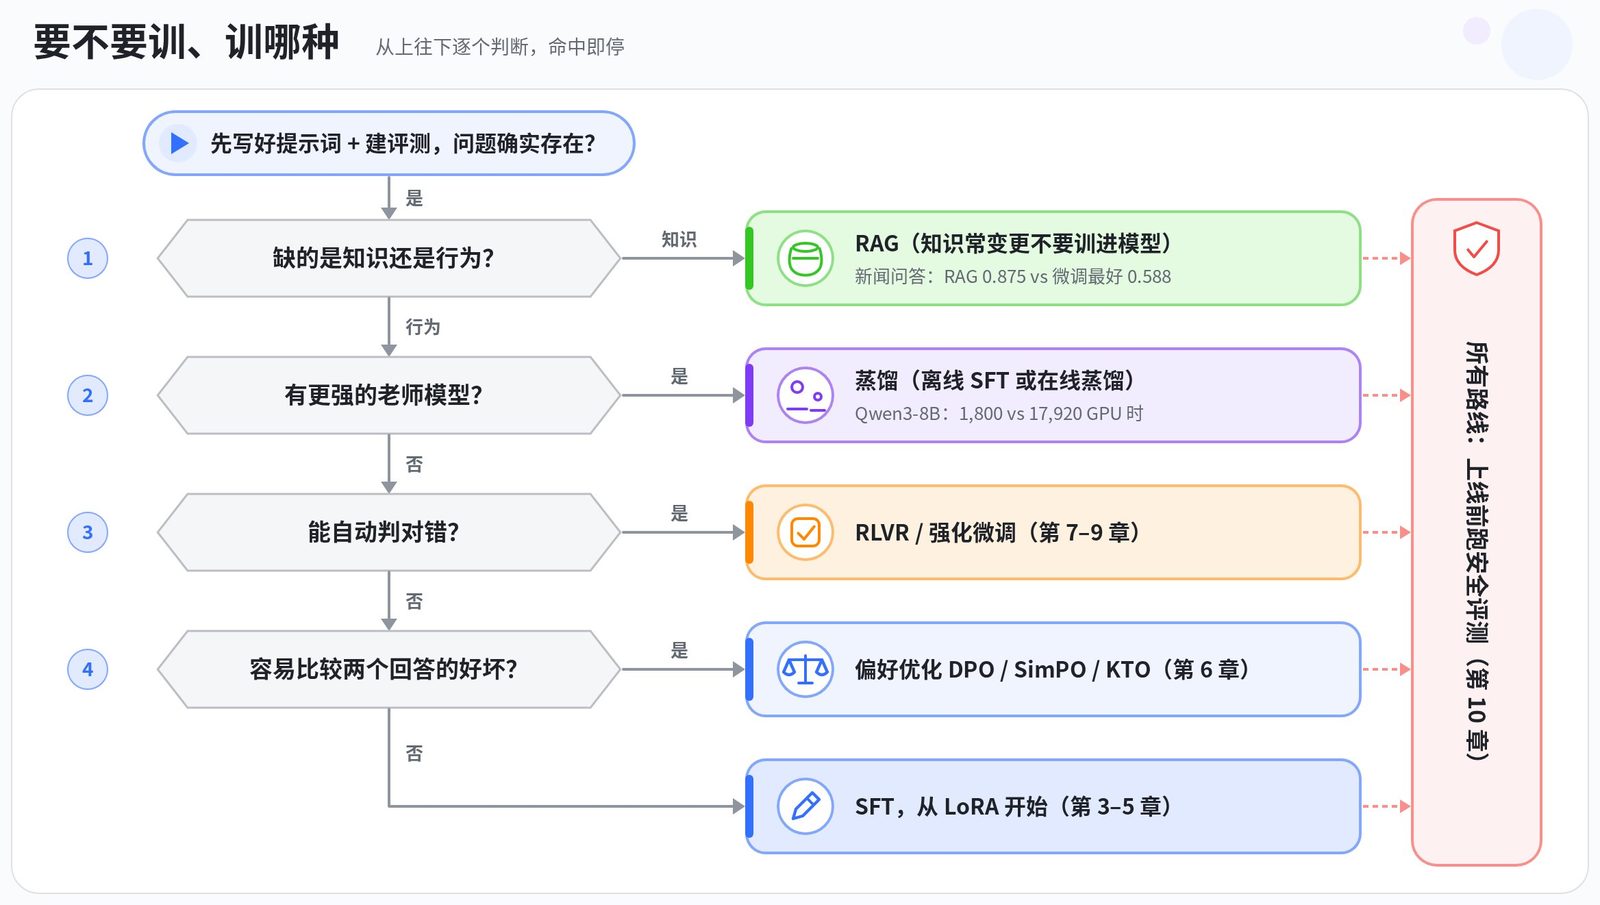 要不要训、训哪种
从上往下逐个判断，命中即停
先写好提示词 + 建评测，问题确实存在？
是
1
缺的是知识还是行为？
知识
RAG（知识常变更不要训进模型）
新闻问答：RAG 0.875 vs 微调最好 0.588
行为
2
有更强的老师模型？
是
蒸馏（离线 SFT 或在线蒸馏）
Qwen3-8B：1,800 vs 17,920 GPU 时
否
3
能自动判对错？
是
RLVR / 强化微调（第 7–9 章）
否
4
容易比较两个回答的好坏？
是
偏好优化 DPO / SimPO / KTO（第 6 章）
否
SFT，从 LoRA 开始（第 3–5 章）
所有路线：上线前跑安全评测（第 10 章）